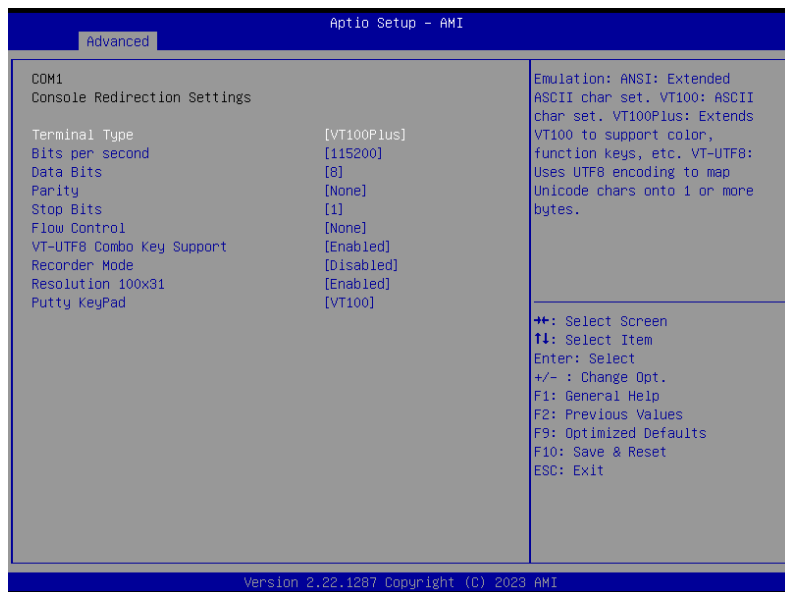 Aptio Setup – AMI
Advanced
COM1
Console Redirection Settings
Terminal Type [VT100Plus]
Bits per second [115200]
Data Bits [8]
Parity [None]
Stop Bits [1]
Flow Control [None]
VT-UTF8 Combo Key Support [Enabled]
Recorder Mode [Disabled]
Resolution 100x31 [Enabled]
Putty KeyPad [VT100]
Emulation: ANSI: Extended
ASCII char set. VT100: ASCII
char set. VT100Plus: Extends
VT100 to support color,
function keys, etc. VT-UTF8:
Uses UTF8 encoding to map
Unicode chars onto 1 or more
bytes.
→←: Select Screen
↑↓: Select Item
Enter: Select
+/- : Change Opt.
F1: General Help
F2: Previous Values
F9: Optimized Defaults
F10: Save & Reset
ESC: Exit
Version 2.22.1287 Copyright (C) 2023 AMI